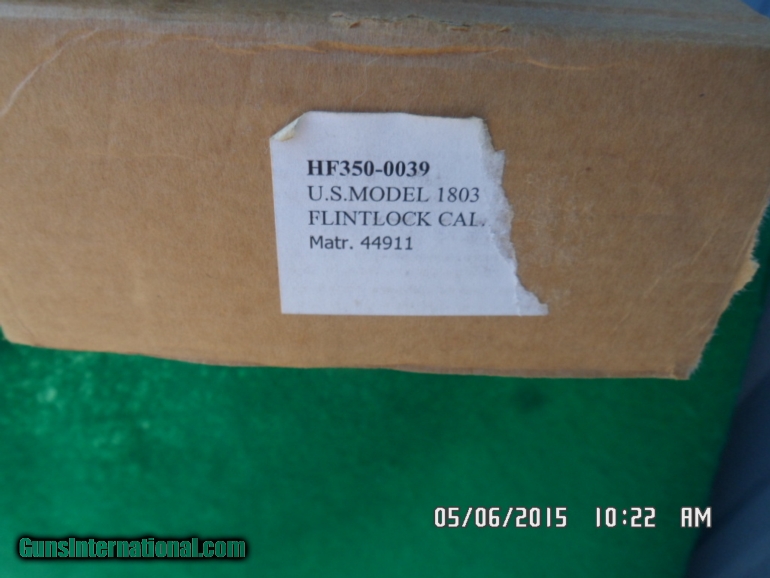 HF350-0039
U.S.MODEL 1803
FLINTLOCK CAL.
Matr. 44911
05/06/2015 10:22 AM
GunsInternational.com